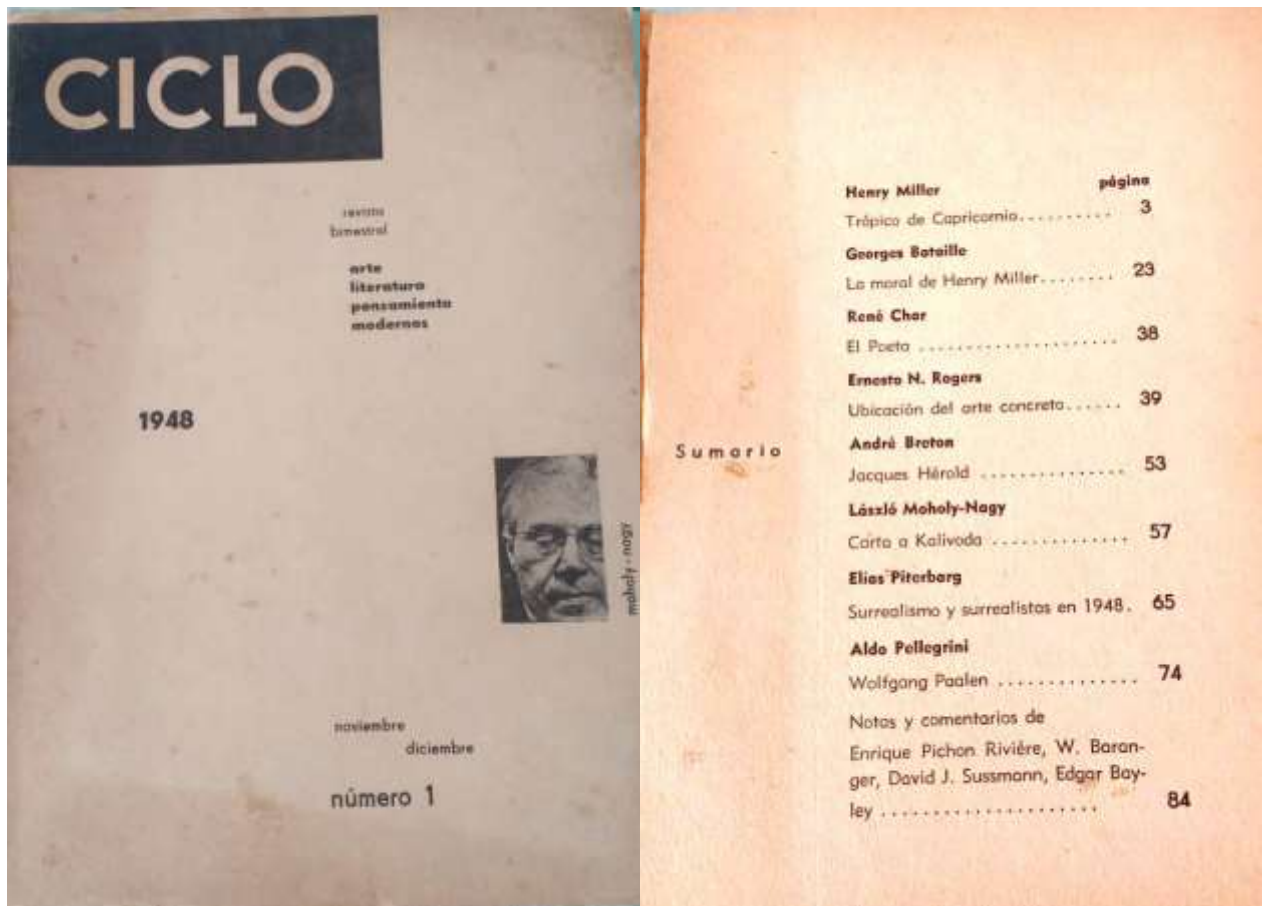 CICLO
revista
bimestral
arte
literatura
pensamiento
modernos
1948
moholy - nagy
noviembre
diciembre
número 1
Sumario
página
Henry Miller
Trópico de Capricornio.......... 3
Georges Bataille
La moral de Henry Miller........ 23
René Char
El Poeta ...................... 38
Ernesto N. Rogers
Ubicación del arte concreto...... 39
André Breton
Jacques Hérold ............... 53
László Moholy-Nagy
Carta a Kalivoda .............. 57
Elias Piterbarg
Surrealismo y surrealistas en 1948. 65
Aldo Pellegrini
Wolfgang Paalen .............. 74
Notas y comentarios de
Enrique Pichon Riviére, W. Baran-
ger, David J. Sussmann, Edgar Bay-
ley ...................... 84